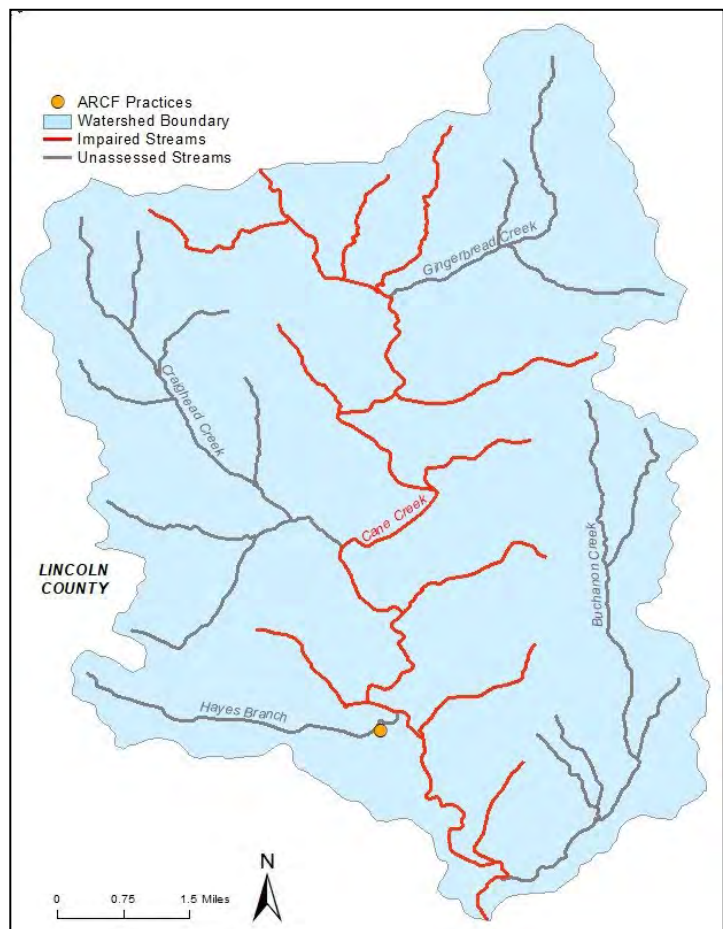 ARCF Practices
Watershed Boundary
Impaired Streams
Unassessed Streams
Gingerbread Creek
Craighead Creek
Cane Creek
Buchanon Creek
LINCOLN
COUNTY
Hayes Branch
N
0 0.75 1.5 Miles